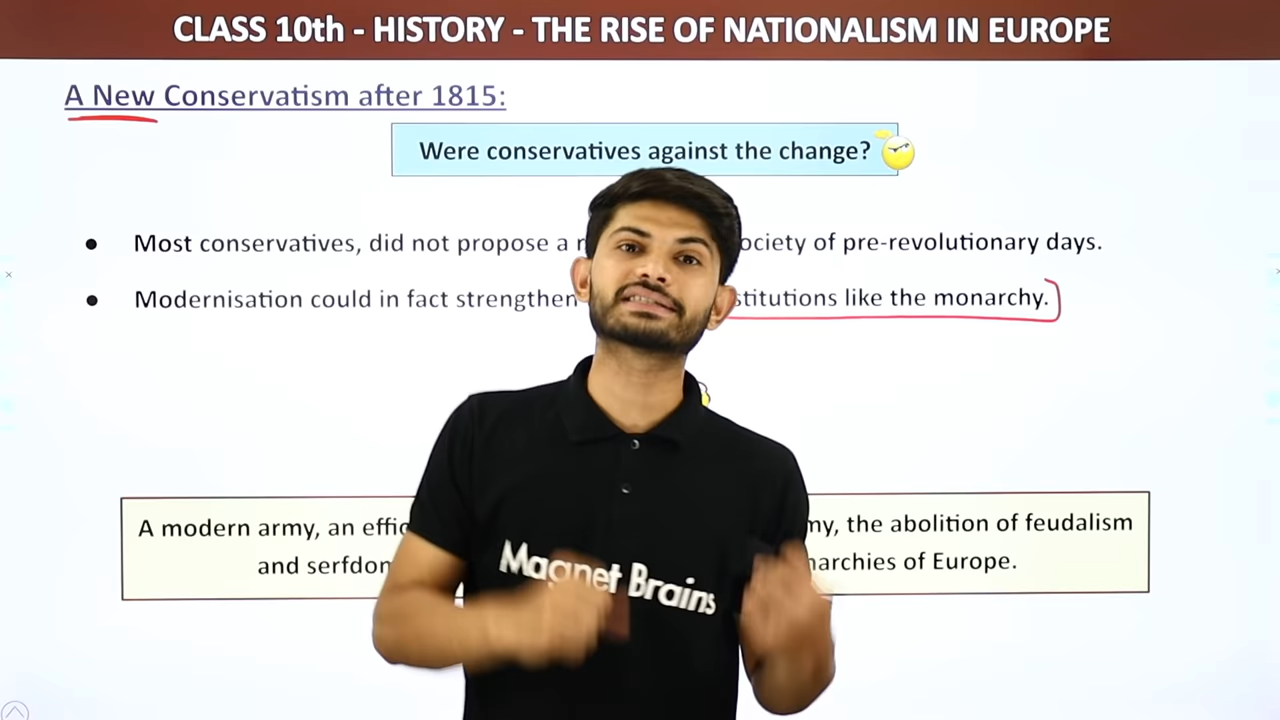 CLASS 10th - HISTORY - THE RISE OF NATIONALISM IN EUROPE
A New Conservatism after 1815:
Were conservatives against the change?
Most conservatives, did not propose a ociety of pre-revolutionary days.
Modernisation could in fact strengthen stitutions like the monarchy.
A modern army, an effic my, the abolition of feudalism
and serfdom narchies of Europe.
Magnet Brains